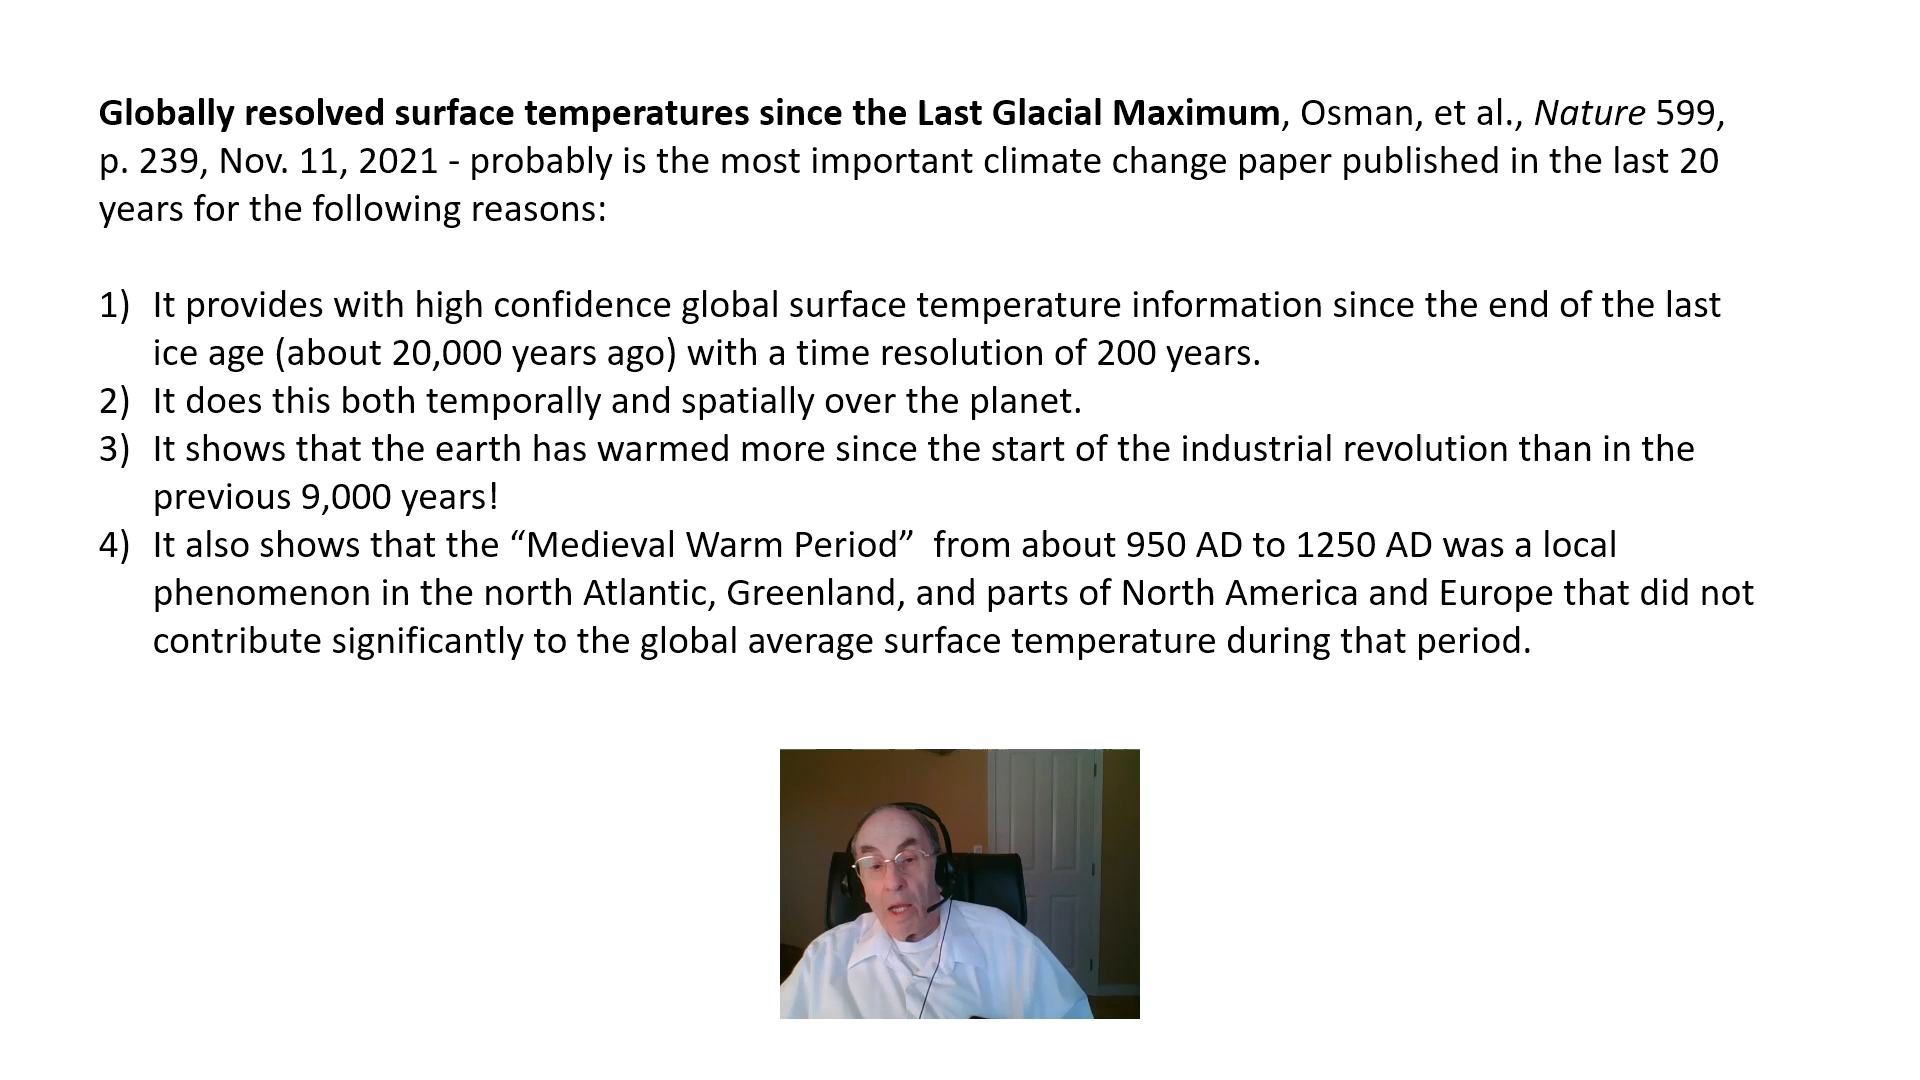 Globally resolved surface temperatures since the Last Glacial Maximum, Osman, et al., Nature 599,
p. 239, Nov. 11, 2021 - probably is the most important climate change paper published in the last 20
years for the following reasons:
1) It provides with high confidence global surface temperature information since the end of the last
ice age (about 20,000 years ago) with a time resolution of 200 years.
2) It does this both temporally and spatially over the planet.
3) It shows that the earth has warmed more since the start of the industrial revolution than in the
previous 9,000 years!
4) It also shows that the “Medieval Warm Period”  from about 950 AD to 1250 AD was a local
phenomenon in the north Atlantic, Greenland, and parts of North America and Europe that did not
contribute significantly to the global average surface temperature during that period.